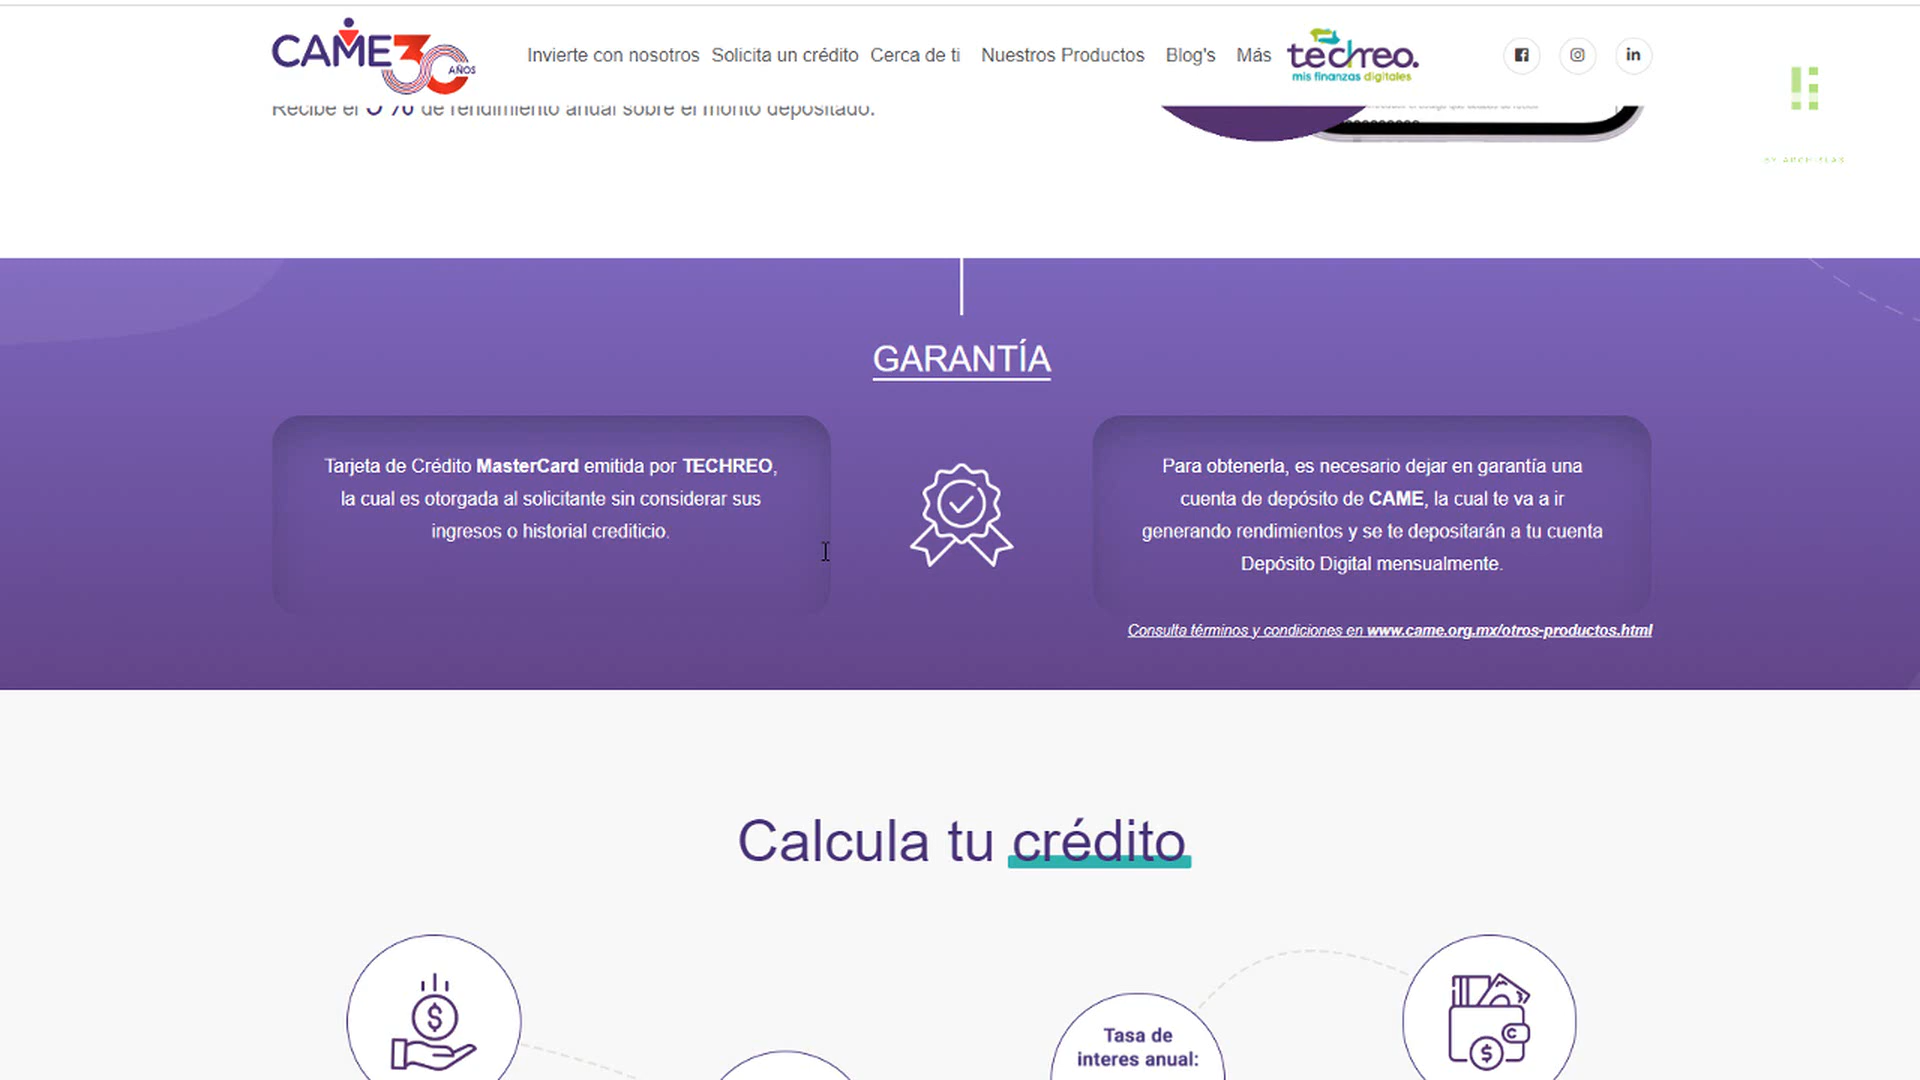 CAME 30 AÑOS
Invierte con nosotros Solicita un crédito Cerca de ti Nuestros Productos Blog's Más
techreo.
mis finanzas digitales
in
BY ARCHITLAB
Recibe el 5 % de rendimiento anual sobre el monto depositado.
GARANTÍA
Tarjeta de Crédito MasterCard emitida por TECHREO,
la cual es otorgada al solicitante sin considerar sus
ingresos o historial crediticio.
Para obtenerla, es necesario dejar en garantía una
cuenta de depósito de CAME, la cual te va a ir
generando rendimientos y se te depositarán a tu cuenta
Depósito Digital mensualmente.
Consulta términos y condiciones en www.came.org.mx/otros-productos.html
Calcula tu crédito
Tasa de
interes anual: